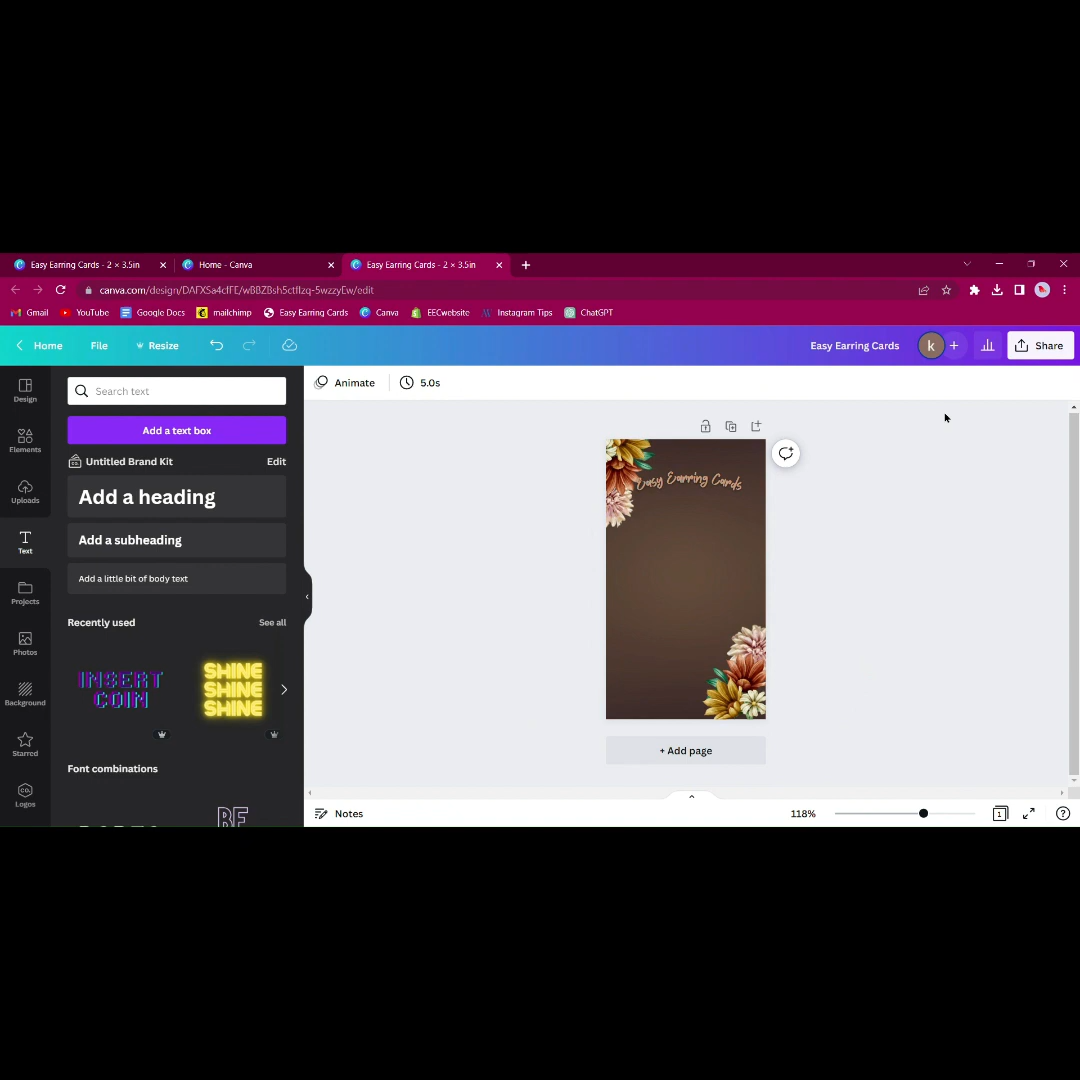 Easy Earring Cards - 2 × 3.5in
Home - Canva
Easy Earring Cards - 2 × 3.5in
Gmail
YouTube
Google Docs
mailchimp
Easy Earring Cards
Canva
EECwebsite
Instagram Tips
ChatGPT
Home
File
Resize
Easy Earring Cards
k
Share
Design
Elements
Uploads
Text
Projects
Photos
Background
Starred
Logos
Search text
Add a text box
Untitled Brand Kit
Edit
Add a heading
Add a subheading
Add a little bit of body text
Recently used
See all
INSERT
COIN
SHINE
SHINE
SHINE
Font combinations
BE
Animate
5.0s
Easy Earring Cards
+ Add page
Notes
118%
1